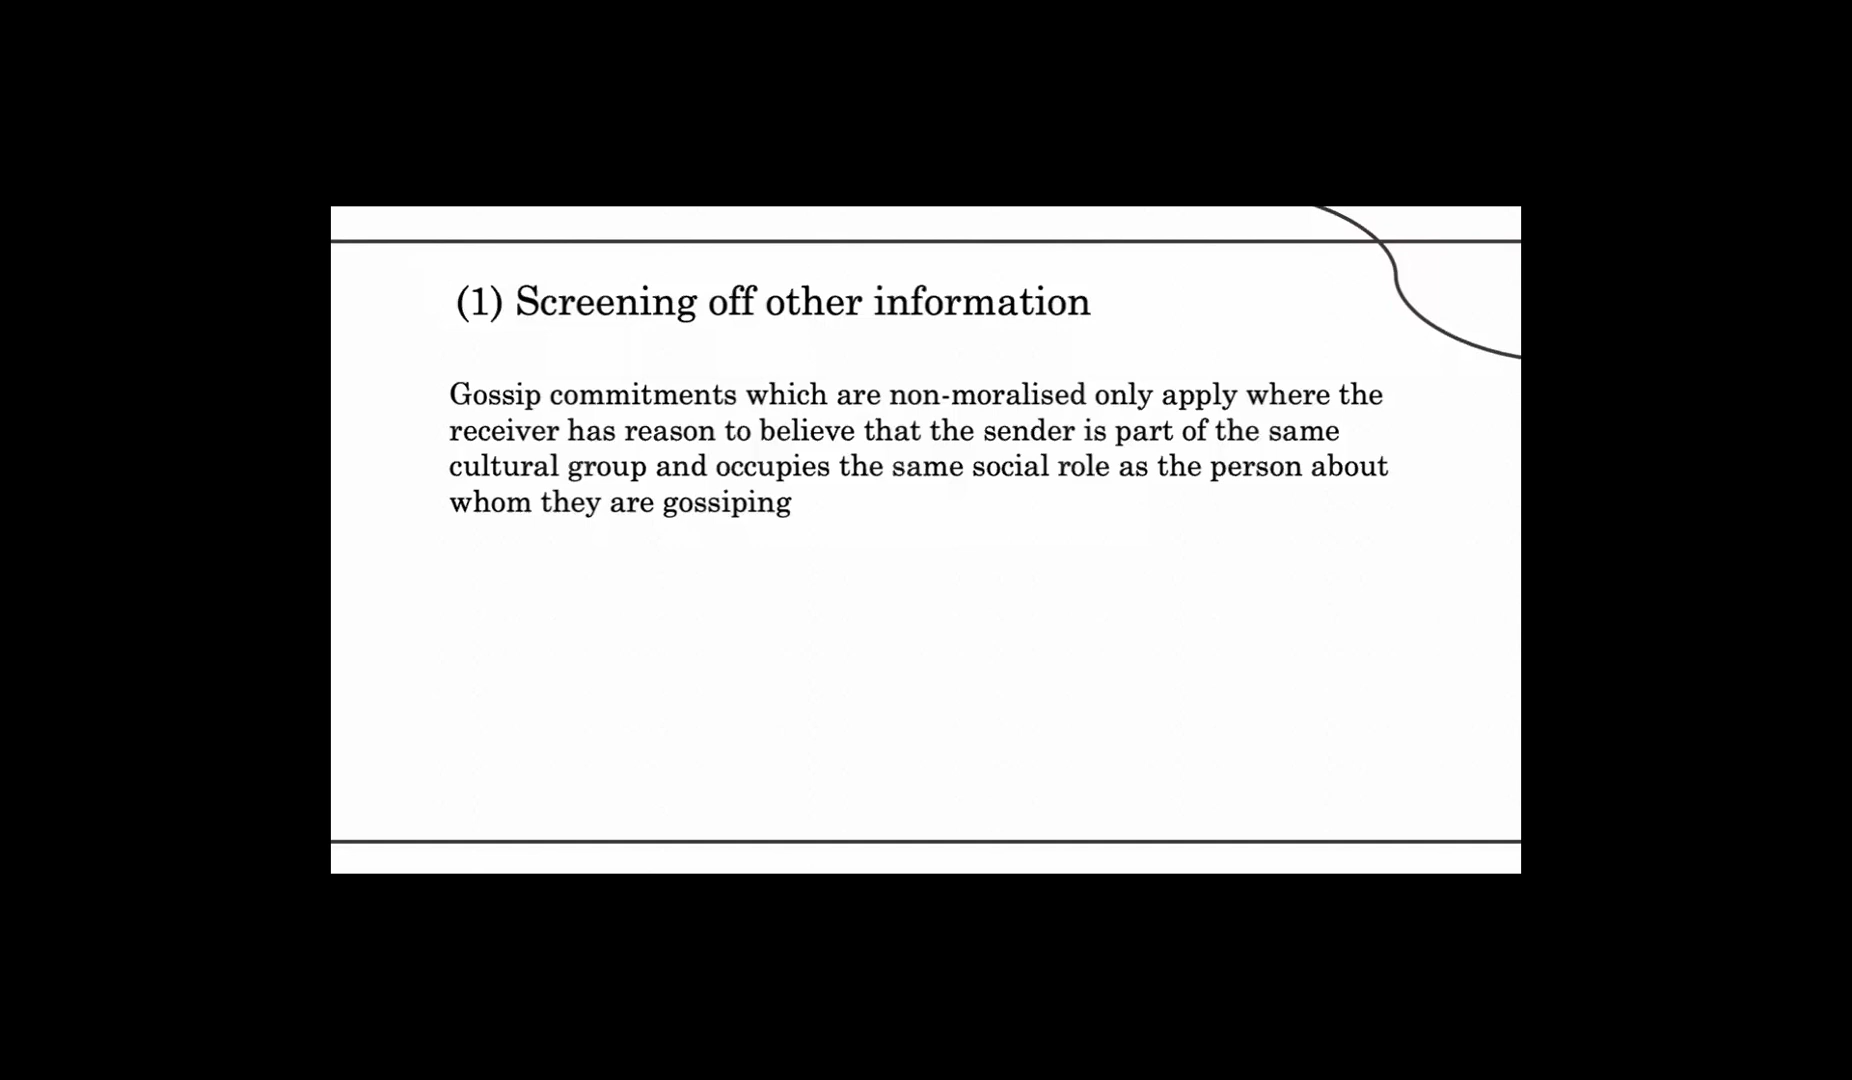 (1) Screening off other information
Gossip commitments which are non-moralised only apply where the
receiver has reason to believe that the sender is part of the same
cultural group and occupies the same social role as the person about
whom they are gossiping